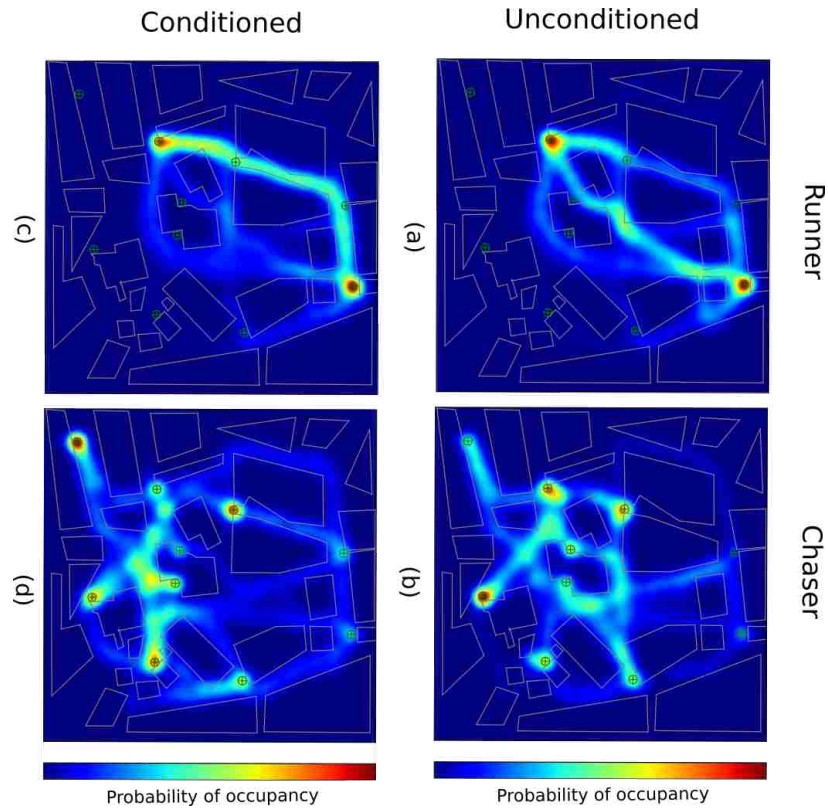 Conditioned
Unconditioned
(c)
(a)
Runner
(d)
(b)
Chaser
Probability of occupancy
Probability of occupancy